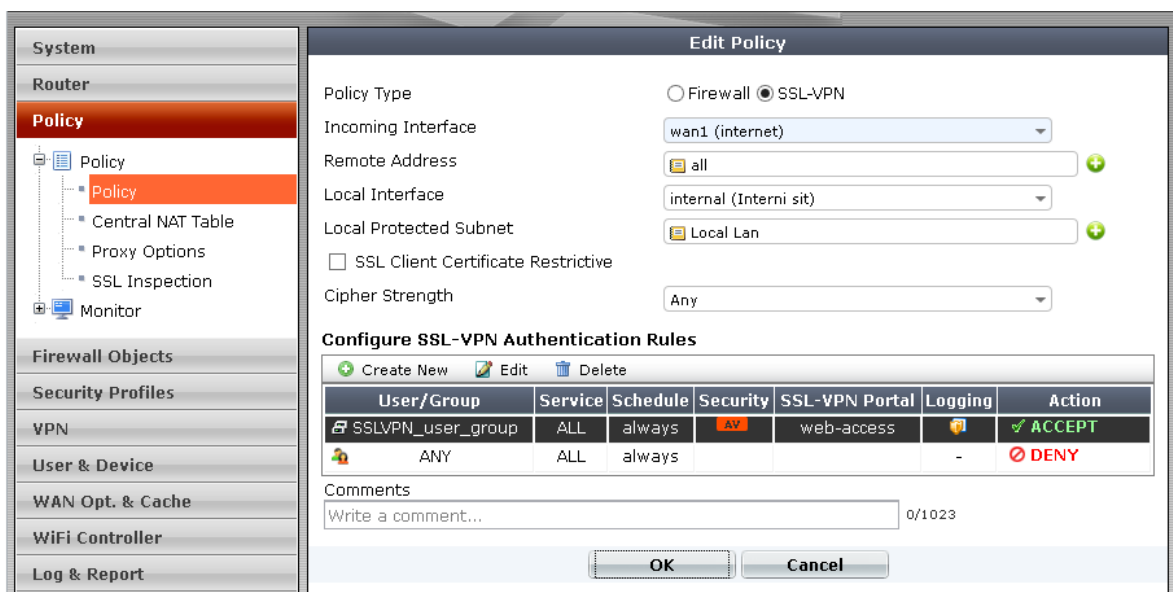 System
Router
Policy
Policy
Policy
Central NAT Table
Proxy Options
SSL Inspection
Monitor
Firewall Objects
Security Profiles
VPN
User & Device
WAN Opt. & Cache
WiFi Controller
Log & Report
Edit Policy
Policy Type Firewall SSL-VPN
Incoming Interface wan1 (internet)
Remote Address all
Local Interface internal (Interni sit)
Local Protected Subnet Local Lan
SSL Client Certificate Restrictive
Cipher Strength Any
Configure SSL-VPN Authentication Rules
Create New Edit Delete
User/Group Service Schedule Security SSL-VPN Portal Logging Action
SSLVPN_user_group ALL always AV web-access ACCEPT
ANY ALL always - DENY
Comments
Write a comment... 0/1023
OK Cancel